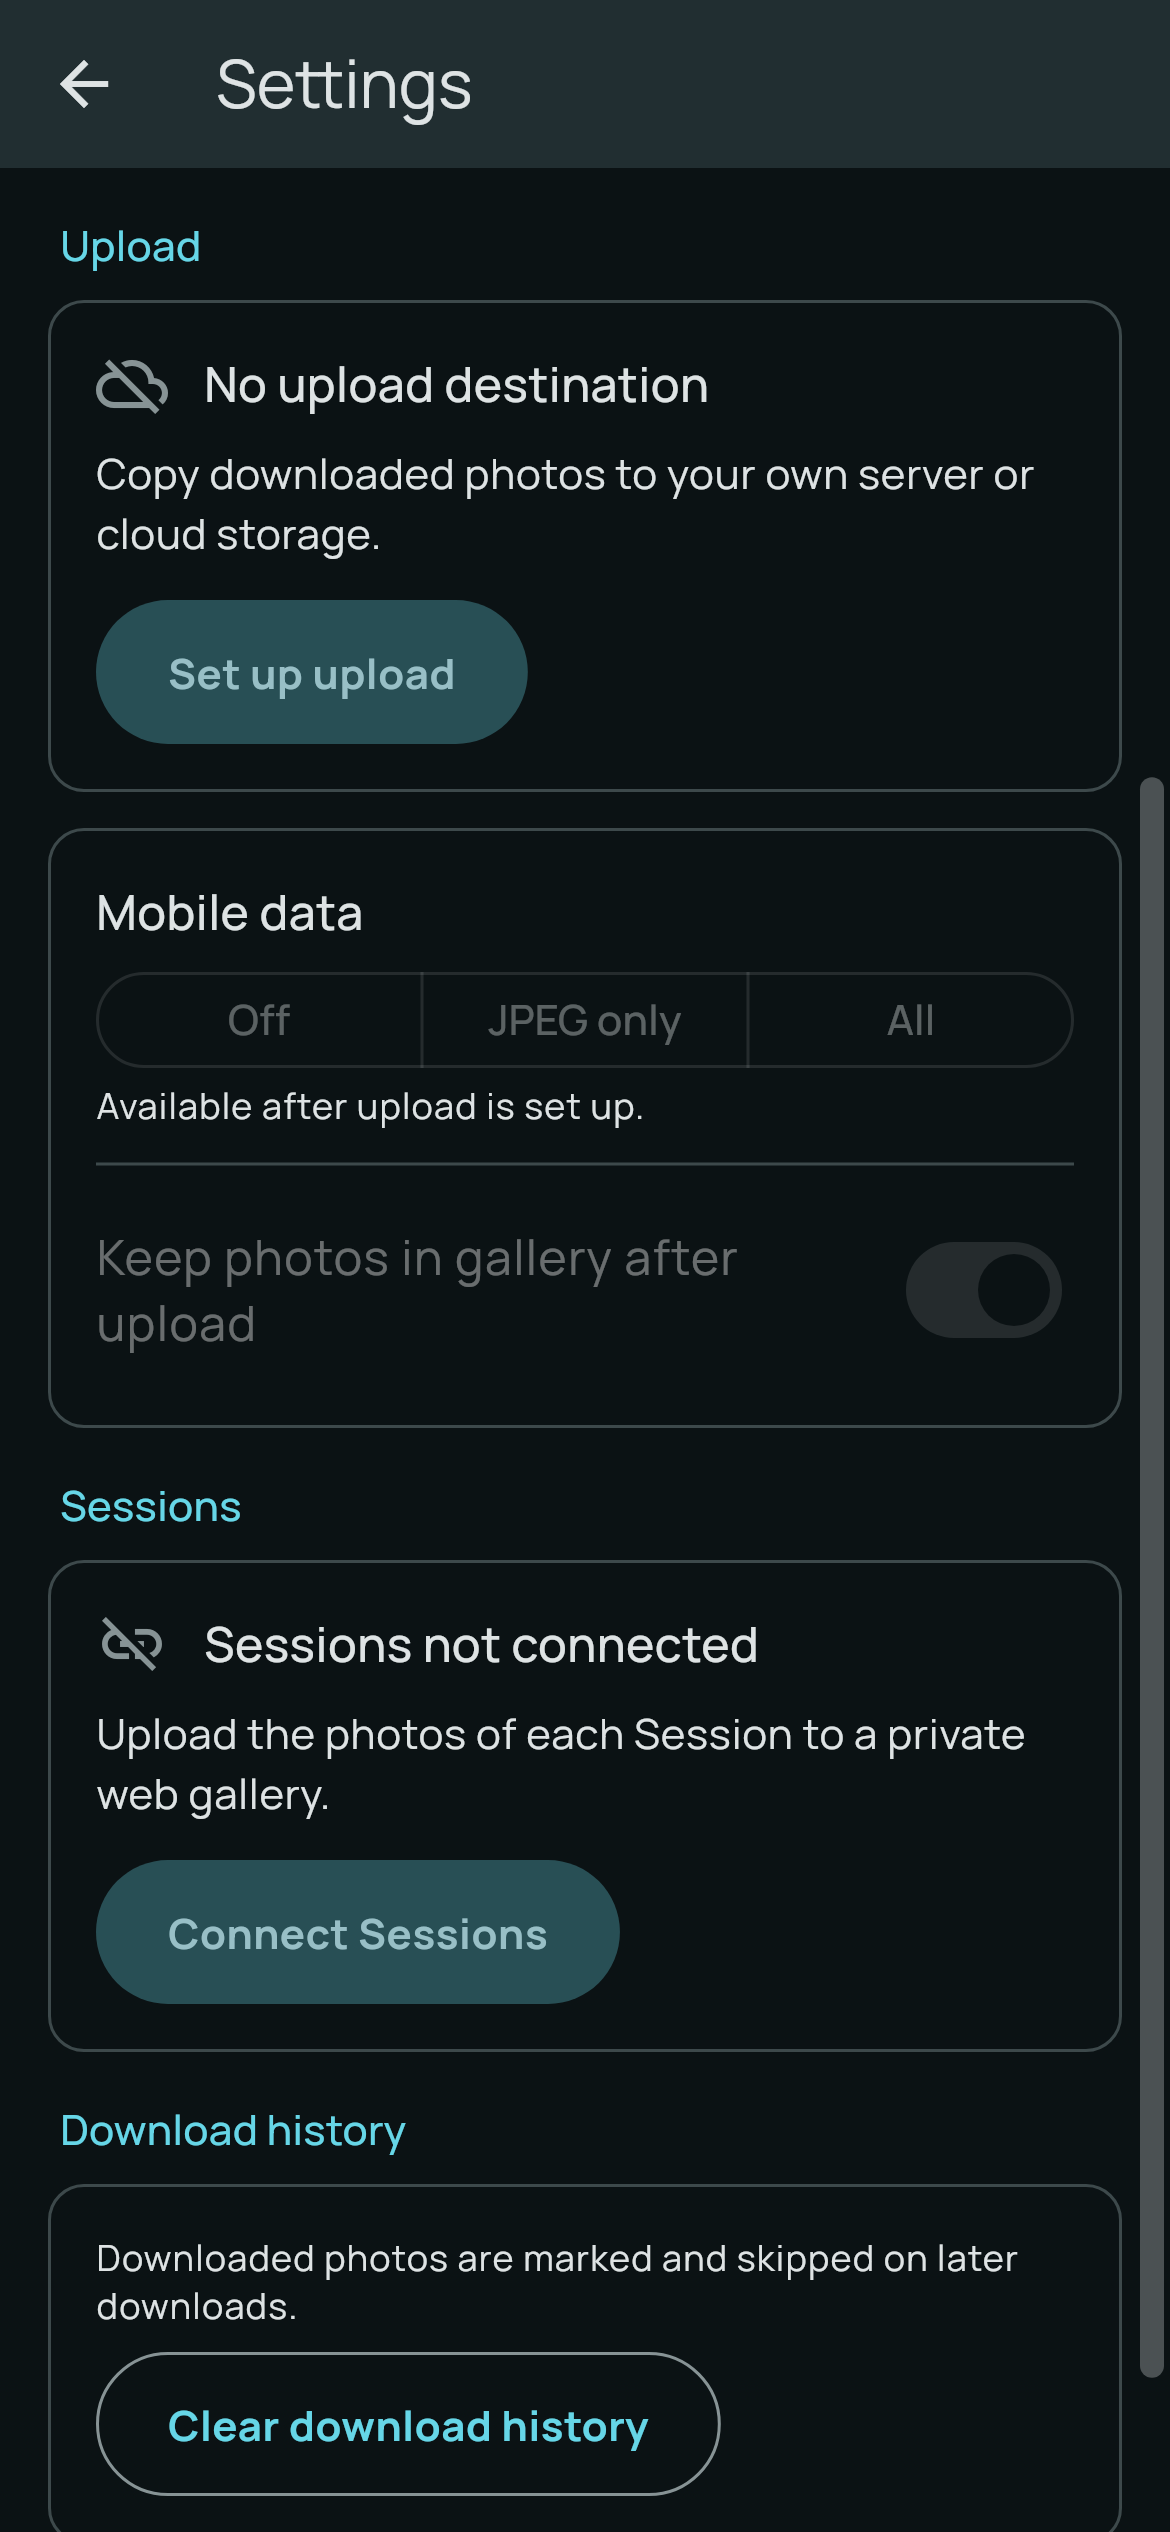 Settings
Upload
No upload destination
Copy downloaded photos to your own server or
cloud storage.
Set up upload
Mobile data
Off JPEG only All
Available after upload is set up.
Keep photos in gallery after
upload
Sessions
Sessions not connected
Upload the photos of each Session to a private
web gallery.
Connect Sessions
Download history
Downloaded photos are marked and skipped on later
downloads.
Clear download history